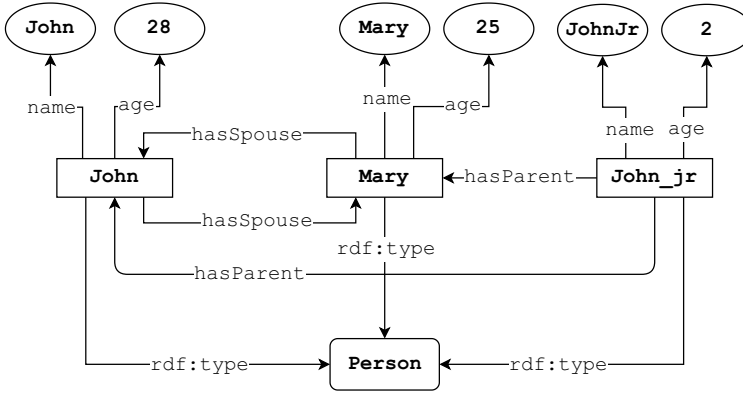 John
28
Mary
25
JohnJr
2
name
age
name
age
name
age
hasSpouse
John
Mary
hasParent
John_jr
hasSpouse
rdf:type
hasParent
rdf:type
Person
rdf:type